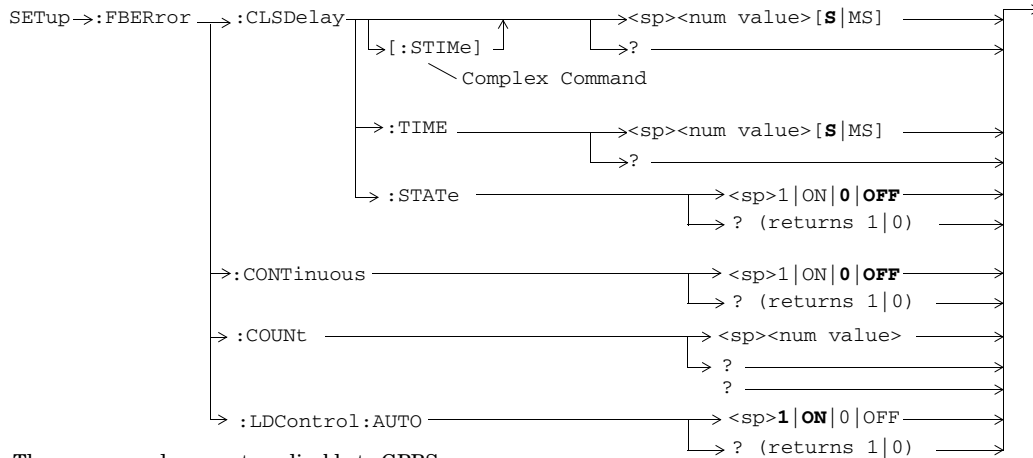 SETup :FBERror :CLSDelay <sp><num value>[S|MS]
[:STIMe] ?
Complex Command
:TIME <sp><num value>[S|MS]
?
:STATe <sp>1|ON|0|OFF
? (returns 1|0)
:CONTinuous <sp>1|ON|0|OFF
? (returns 1|0)
:COUNt <sp><num value>
?
?
:LDControl:AUTO <sp>1|ON|0|OFF
? (returns 1|0)